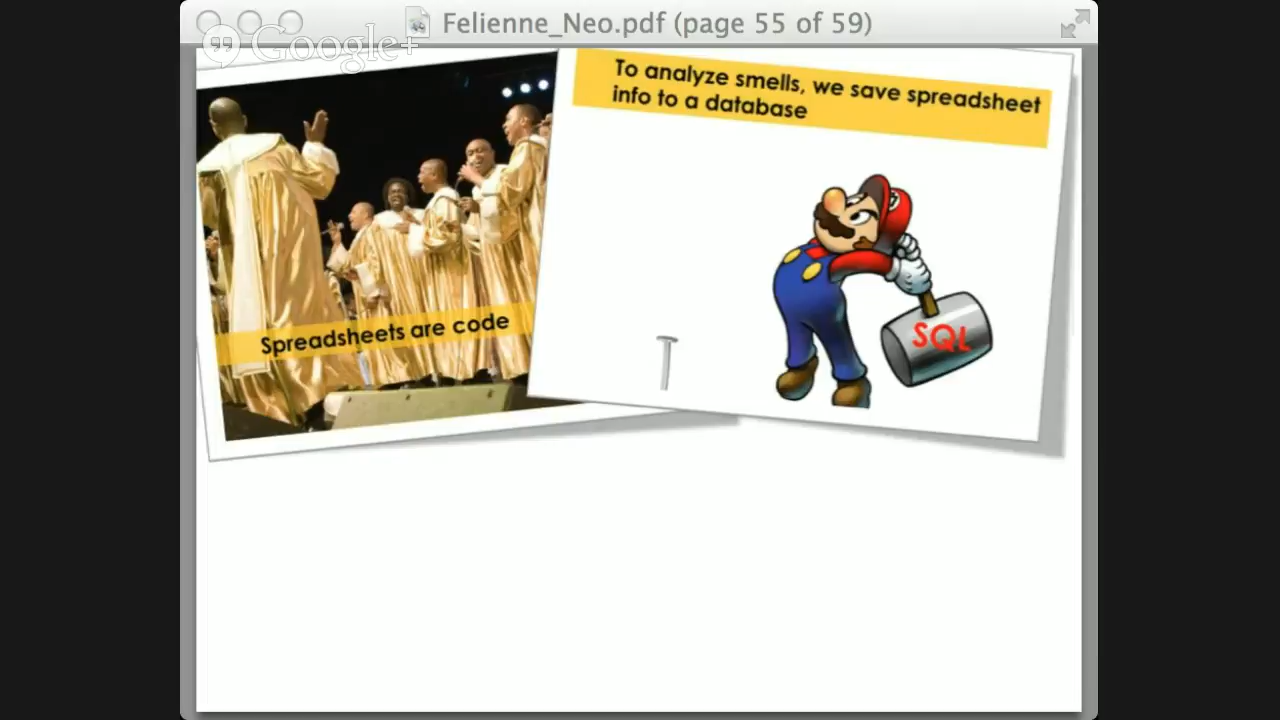 Felienne_Neo.pdf (page 55 of 59)
Google+
To analyze smells, we save spreadsheet
info to a database
Spreadsheets are code
SQL